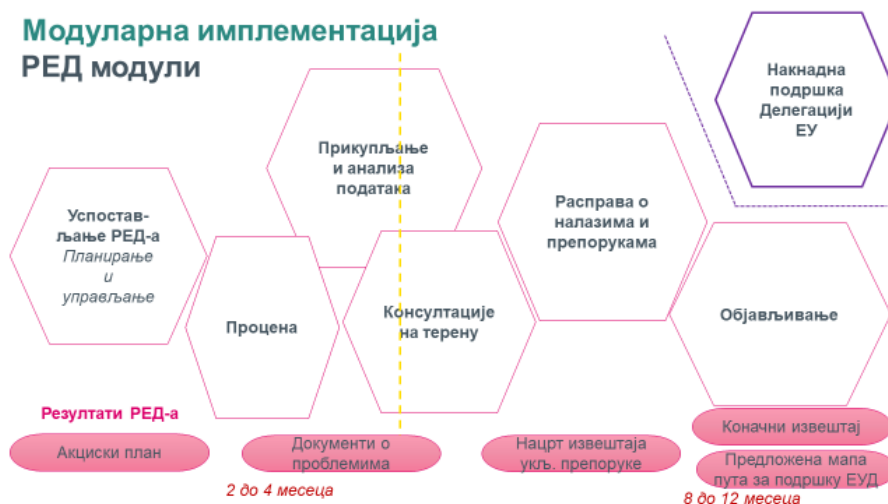 Модуларна имплементација
РЕД модули
Накнадна
подршка
Делегацији
ЕУ
Прикупљање
и анализа
података
Расправа о
налазима и
препорукама
Успостав-
љање РЕД-а
Планирање
и
управљање
Процена
Консултације
на терену
Објављивање
Резултати РЕД-а
Акциски план
Документи о
проблемима
Нацрт извештаја
укљ. препоруке
Коначни извештај
Предложена мапа
пута за подршку ЕУД
2 до 4 месеца
8 до 12 месеца